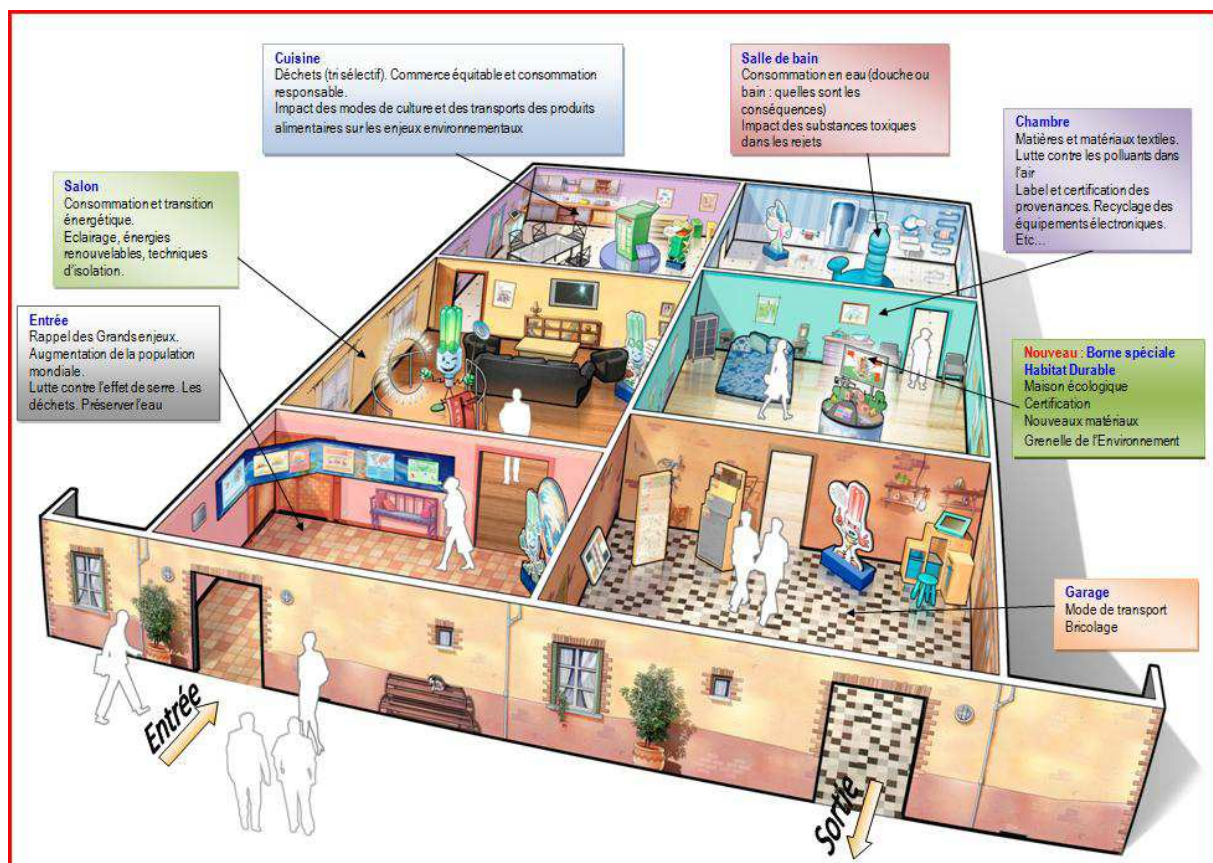 Cuisine
Déchets (tri sélectif). Commerce équitable et consommation
responsable.
Impact des modes de culture et des transports des produits
alimentaires sur les enjeux environnementaux
Salle de bain
Consommation en eau (douche ou
bain : quelles sont les
conséquences)
Impact des substances toxiques
dans les rejets
Chambre
Matières et matériaux textiles.
Lutte contre les polluants dans
l'air
Label et certification des
provenances. Recyclage des
équipements électroniques.
Etc...
Salon
Consommation et transition
énergétique.
Eclairage, énergies
renouvelables, techniques
d'isolation.
Entrée
Rappel des Grands enjeux.
Augmentation de la population
mondiale.
Lutte contre l'effet de serre. Les
déchets. Préserver l'eau
Nouveau : Borne spéciale
Habitat Durable
Maison écologique
Certification
Nouveaux matériaux
Grenelle de l'Environnement
Garage
Mode de transport
Bricolage
Entrée
Sortie